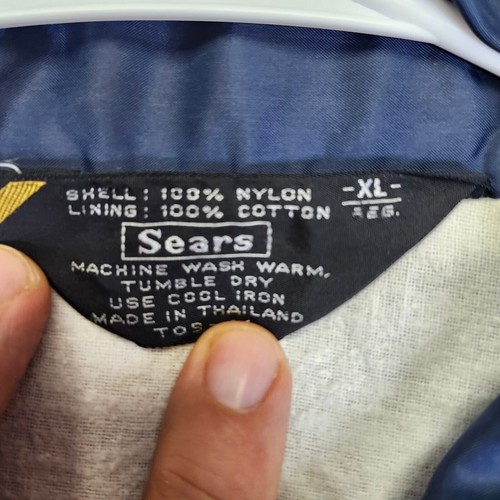 SHELL: 100% NYLON
LINING: 100% COTTON
-XL-
REG.
Sears
MACHINE WASH WARM,
TUMBLE DRY
USE COOL IRON
MADE IN THAILAND